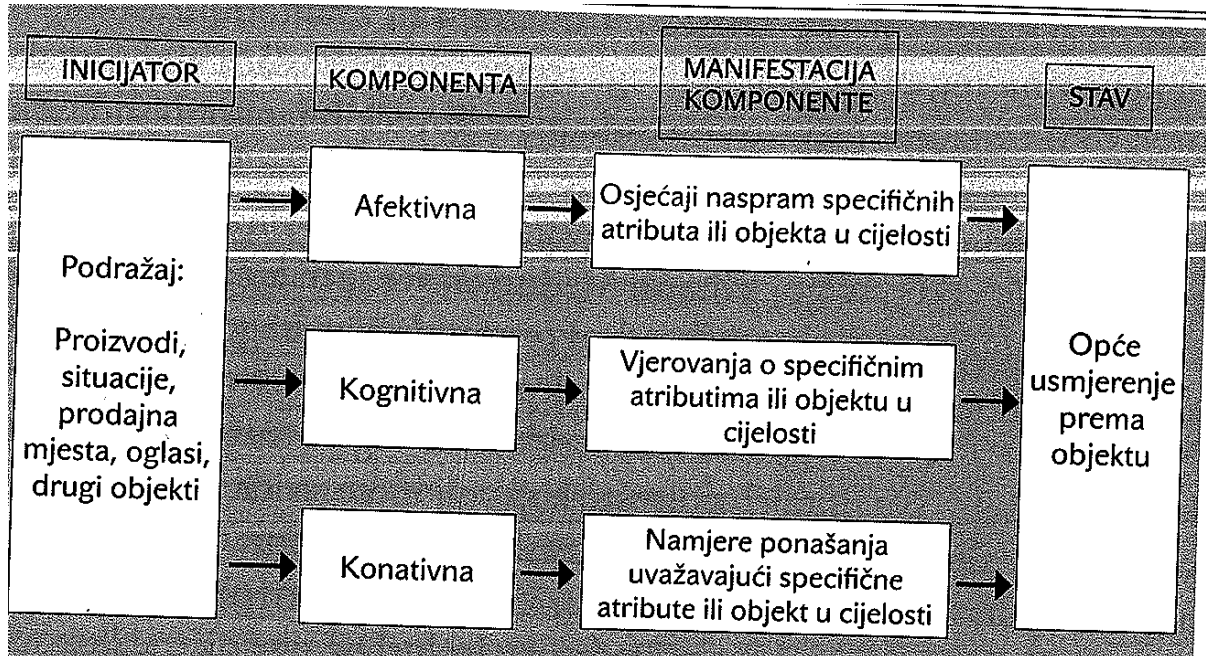 INICIJATOR
KOMPONENTA
MANIFESTACIJA
KOMPONENTE
STAV
Podražaj:
Proizvodi,
situacije,
prodajna
mjesta, oglasi,
drugi objekti
Afektivna
Osjećaji naspram specifičnih
atributa ili objekta u cijelosti
Kognitivna
Vjerovanja o specifičnim
atributima ili objektu u
cijelosti
Konativna
Namjere ponašanja
uvažavajući specifične
atribute ili objekt u cijelosti
Opće
usmjerenje
prema
objektu